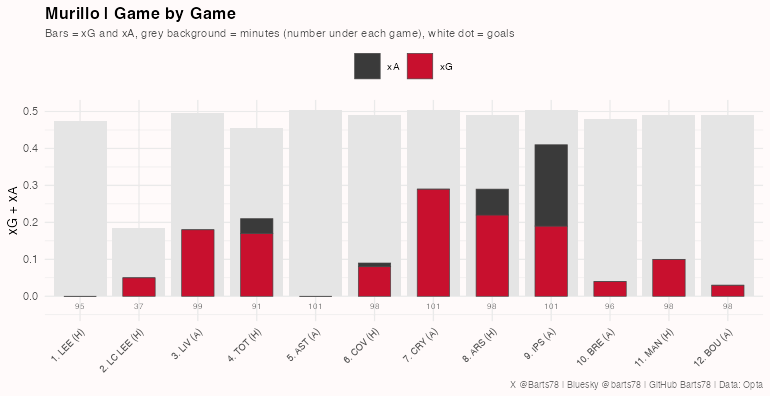 Murillo | Game by Game
Bars = xG and xA, grey background = minutes (number under each game), white dot = goals
xA xG
xG + xA
0.5
0.4
0.3
0.2
0.1
0.0
95 37 99 91 101 98 101 98 101 96 98 98
1. LEE (H)
2. LC LEE (H)
3. LIV (A)
4. TOT (H)
5. AST (A)
6. COV (H)
7. CRY (A)
8. ARS (H)
9. IPS (A)
10. BRE (A)
11. MAN (H)
12. BOU (A)
X @Barts78 | Bluesky @barts78 | GitHub Barts78 | Data: Opta